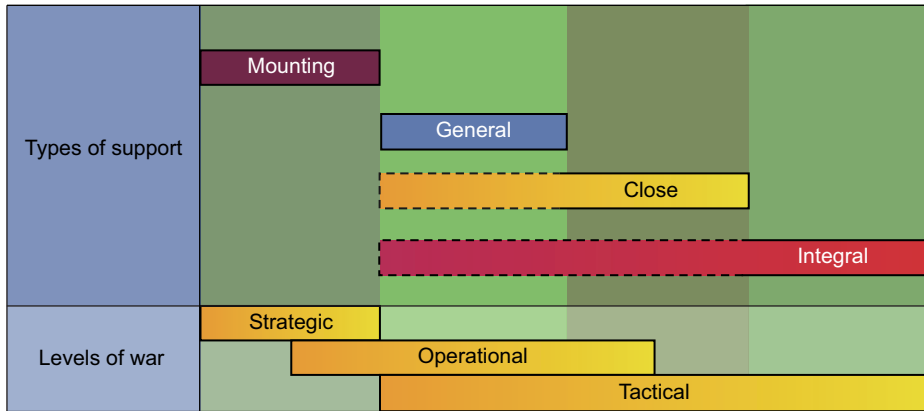 Mounting
General
Types of support
Close
Integral
Strategic
Levels of war
Operational
Tactical